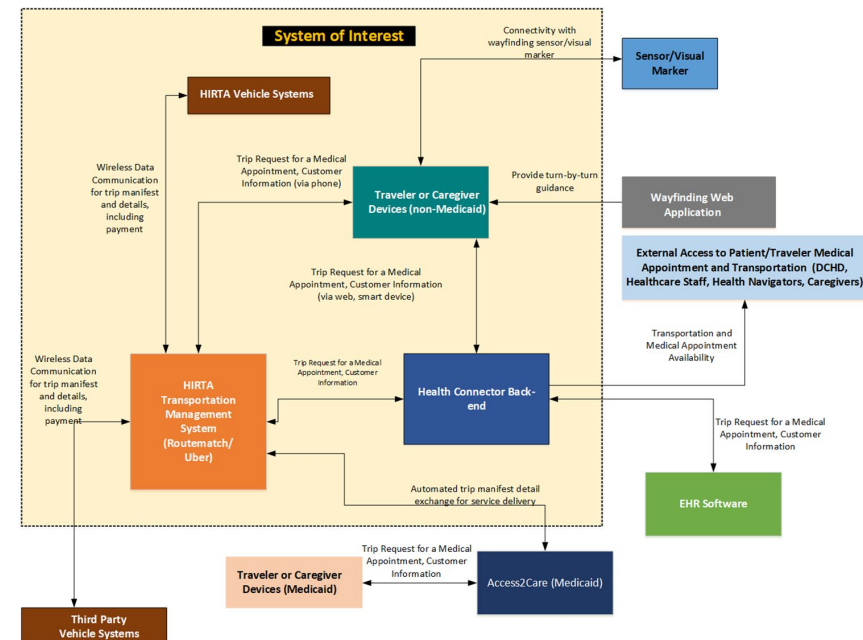 System of Interest
Connectivity with
wayfinding sensor/visual
marker
Sensor/Visual
Marker
HIRTA Vehicle Systems
Wireless Data
Communication
for trip manifest
and details,
including
payment
Trip Request for a Medical
Appointment, Customer
Information (via phone)
Traveler or Caregiver
Devices (non-Medicaid)
Provide turn-by-turn
guidance
Wayfinding Web
Application
External Access to Patient/Traveler Medical
Appointment and Transportation (DCHD,
Healthcare Staff, Health Navigators, Caregivers)
Trip Request for a Medical
Appointment, Customer Information
(via web, smart device)
Transportation and
Medical Appointment
Availability
Wireless Data
Communication
for trip manifest
and details,
including
payment
HIRTA
Transportation
Management
System
(Routematch/
Uber)
Trip Request for a Medical
Appointment, Customer
Information
Health Connector Back-
end
Trip Request for a Medical
Appointment, Customer
Information
Automated trip manifest detail
exchange for service delivery
EHR Software
Traveler or Caregiver
Devices (Medicaid)
Trip Request for a Medical
Appointment, Customer
Information
Access2Care (Medicaid)
Third Party
Vehicle Systems